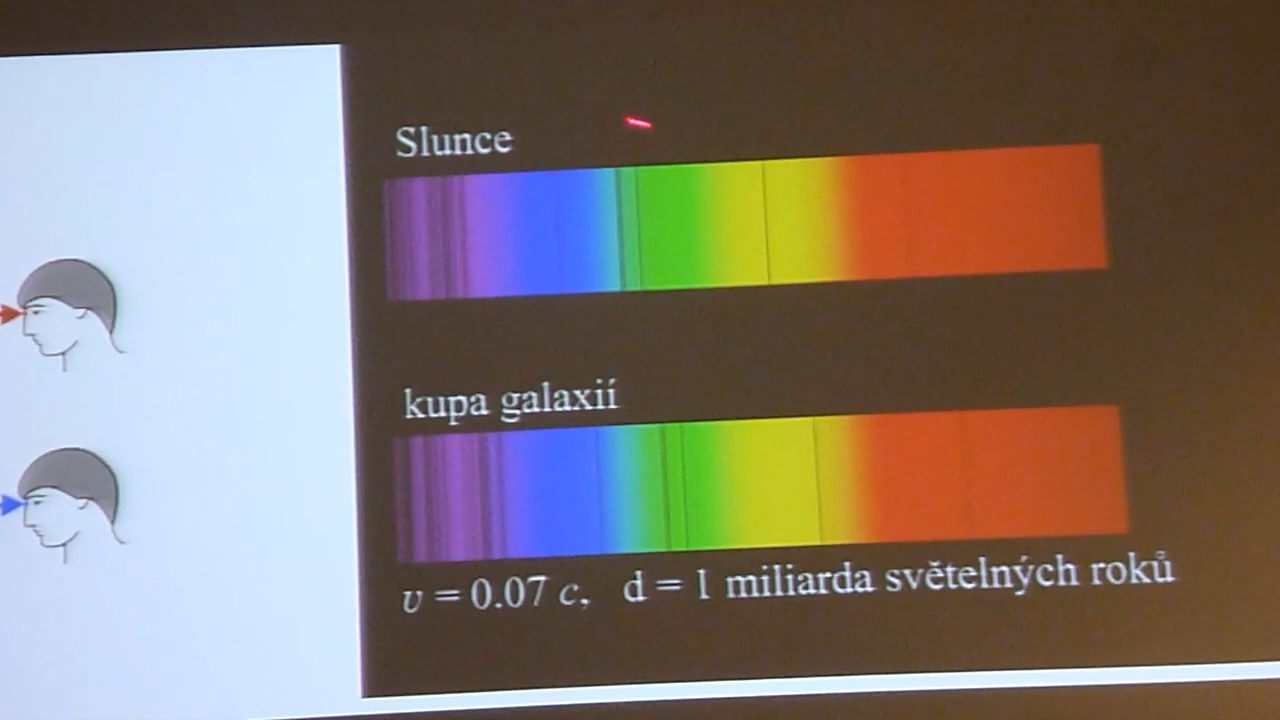 Slunce
kupa galaxií
υ = 0.07 c, d = 1 miliarda světelných roků